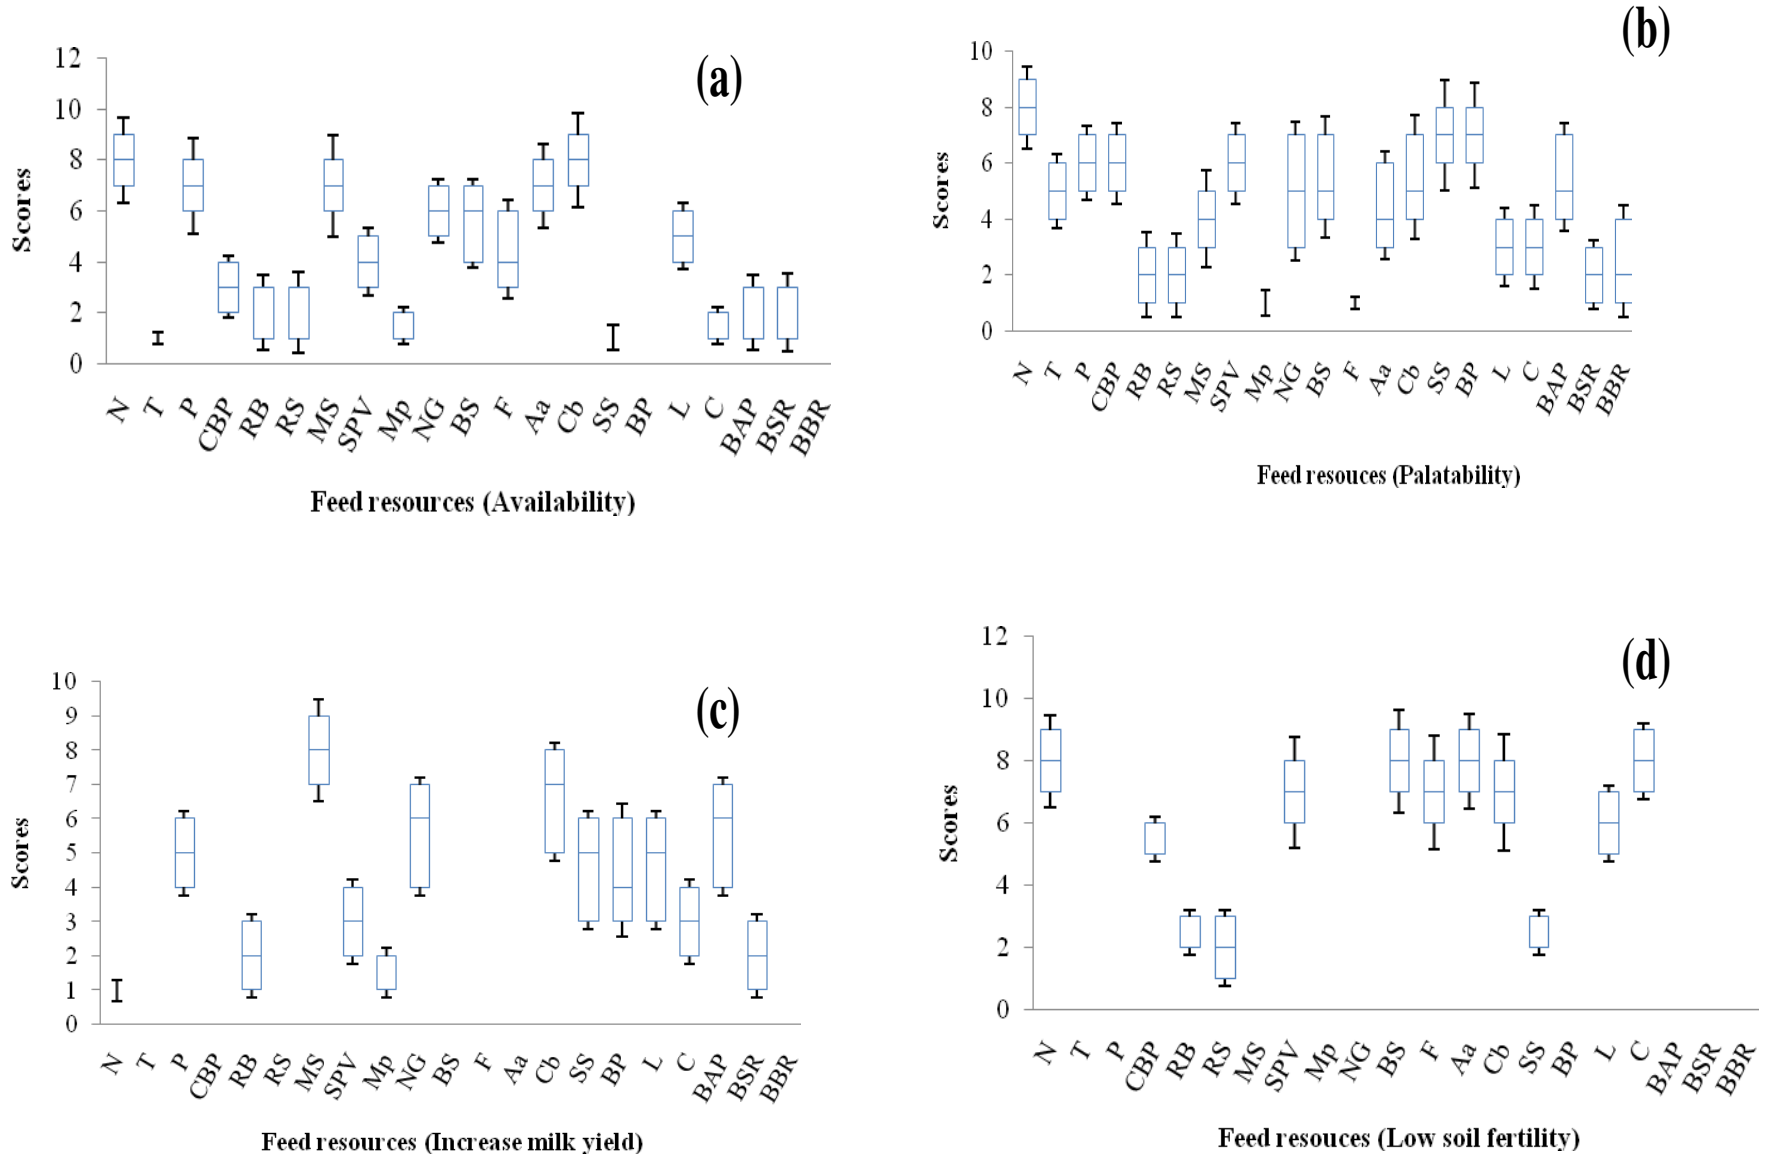 (a)
12
10
8
6
4
2
0
Scores
N T P CBP RB RS MS SPV Mp NG BS F Aa Cb SS BP L C BAP BSR BBR
Feed resources (Availability)
(b)
10
8
6
4
2
0
Scores
N T P CBP RB RS MS SPV Mp NG BS F Aa Cb SS BP L C BAP BSR BBR
Feed resouces (Palatability)
(c)
10
9
8
7
6
5
4
3
2
1
0
Scores
N T P CBP RB RS MS SPV Mp NG BS F Aa Cb SS BP L C BAP BSR BBR
Feed resources (Increase milk yield)
(d)
12
10
8
6
4
2
0
Scores
N T P CBP RB RS MS SPV Mp NG BS F Aa Cb SS BP L C BAP BSR BBR
Feed resouces (Low soil fertility)